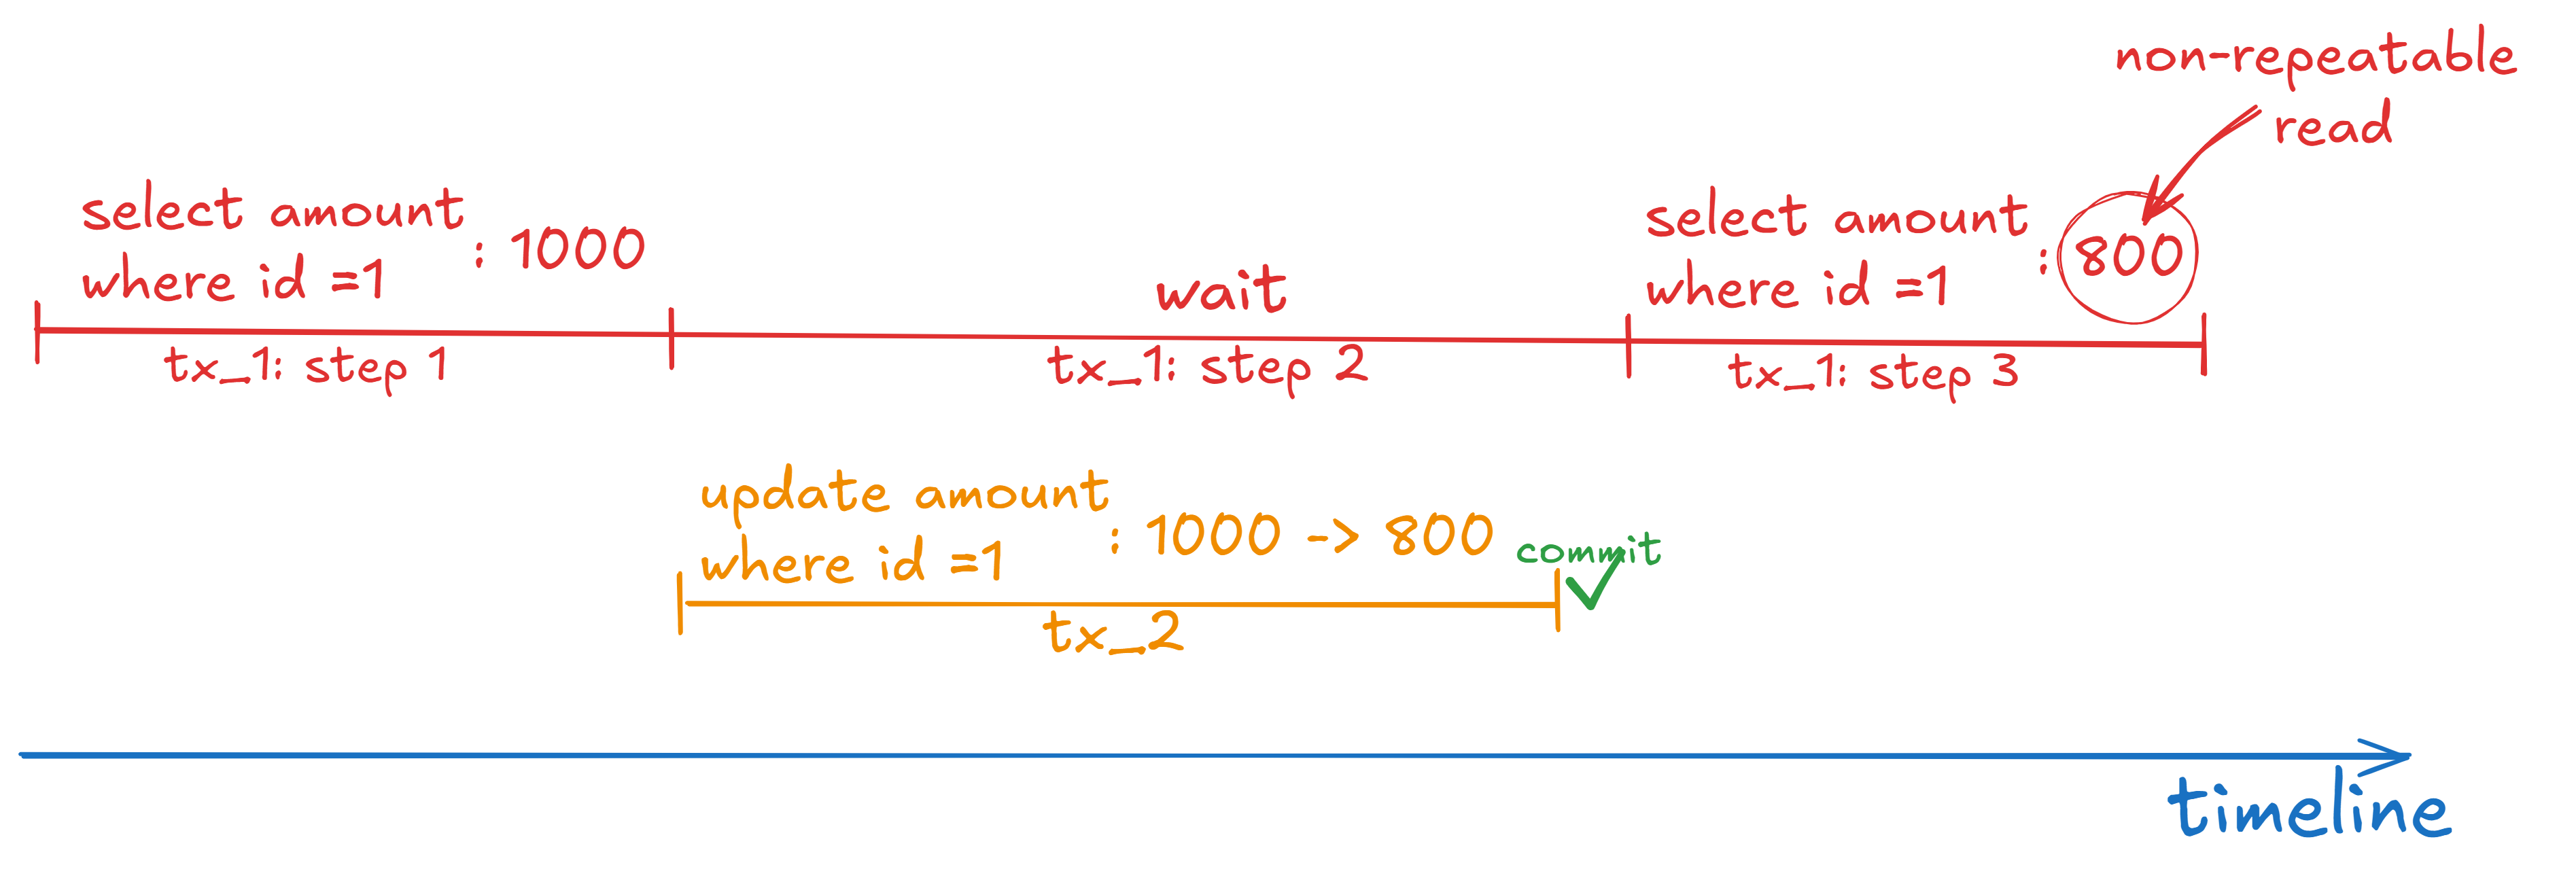 non-repeatable
read
select amount
where id =1
: 1000
wait
select amount
where id =1
: 800
tx_1: step 1
tx_1: step 2
tx_1: step 3
update amount
where id =1
: 1000 -> 800
commit
tx_2
timeline